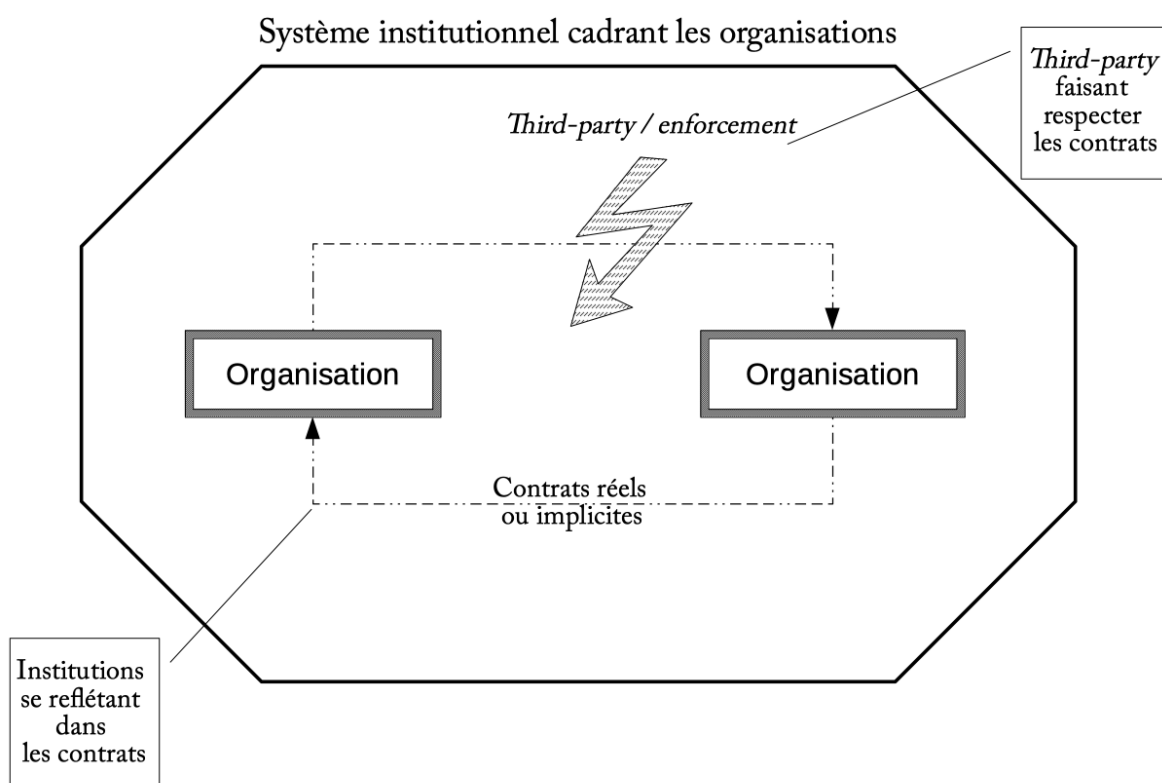 Système institutionnel cadrant les organisations
Third-party
faisant
respecter
les contrats
Third-party / enforcement
Organisation
Organisation
Contrats réels
ou implicites
Institutions
se reflétant
dans
les contrats